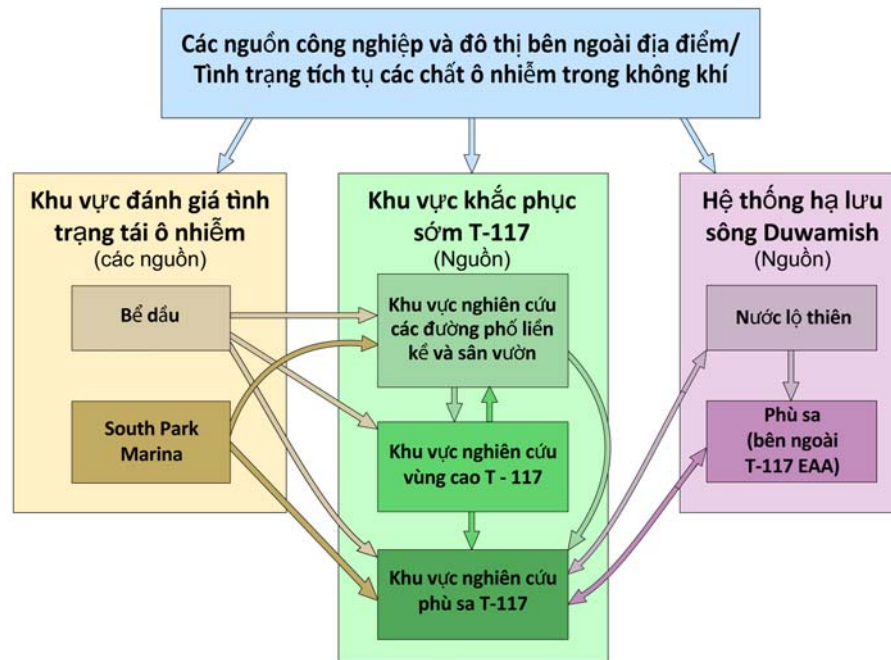 Các nguồn công nghiệp và đô thị bên ngoài địa điểm/
Tình trạng tích tụ các chất ô nhiễm trong không khí
Khu vực đánh giá tình
trạng tái ô nhiễm
(các nguồn)
Bể dầu
South Park
Marina
Khu vực khắc phục
sớm T-117
(Nguồn)
Khu vực nghiên cứu
các đường phố liền
kề và sân vườn
Khu vực nghiên cứu
vùng cao T - 117
Khu vực nghiên cứu
phù sa T-117
Hệ thống hạ lưu
sông Duwamish
(Nguồn)
Nước lộ thiên
Phù sa
(bên ngoài
T-117 EAA)